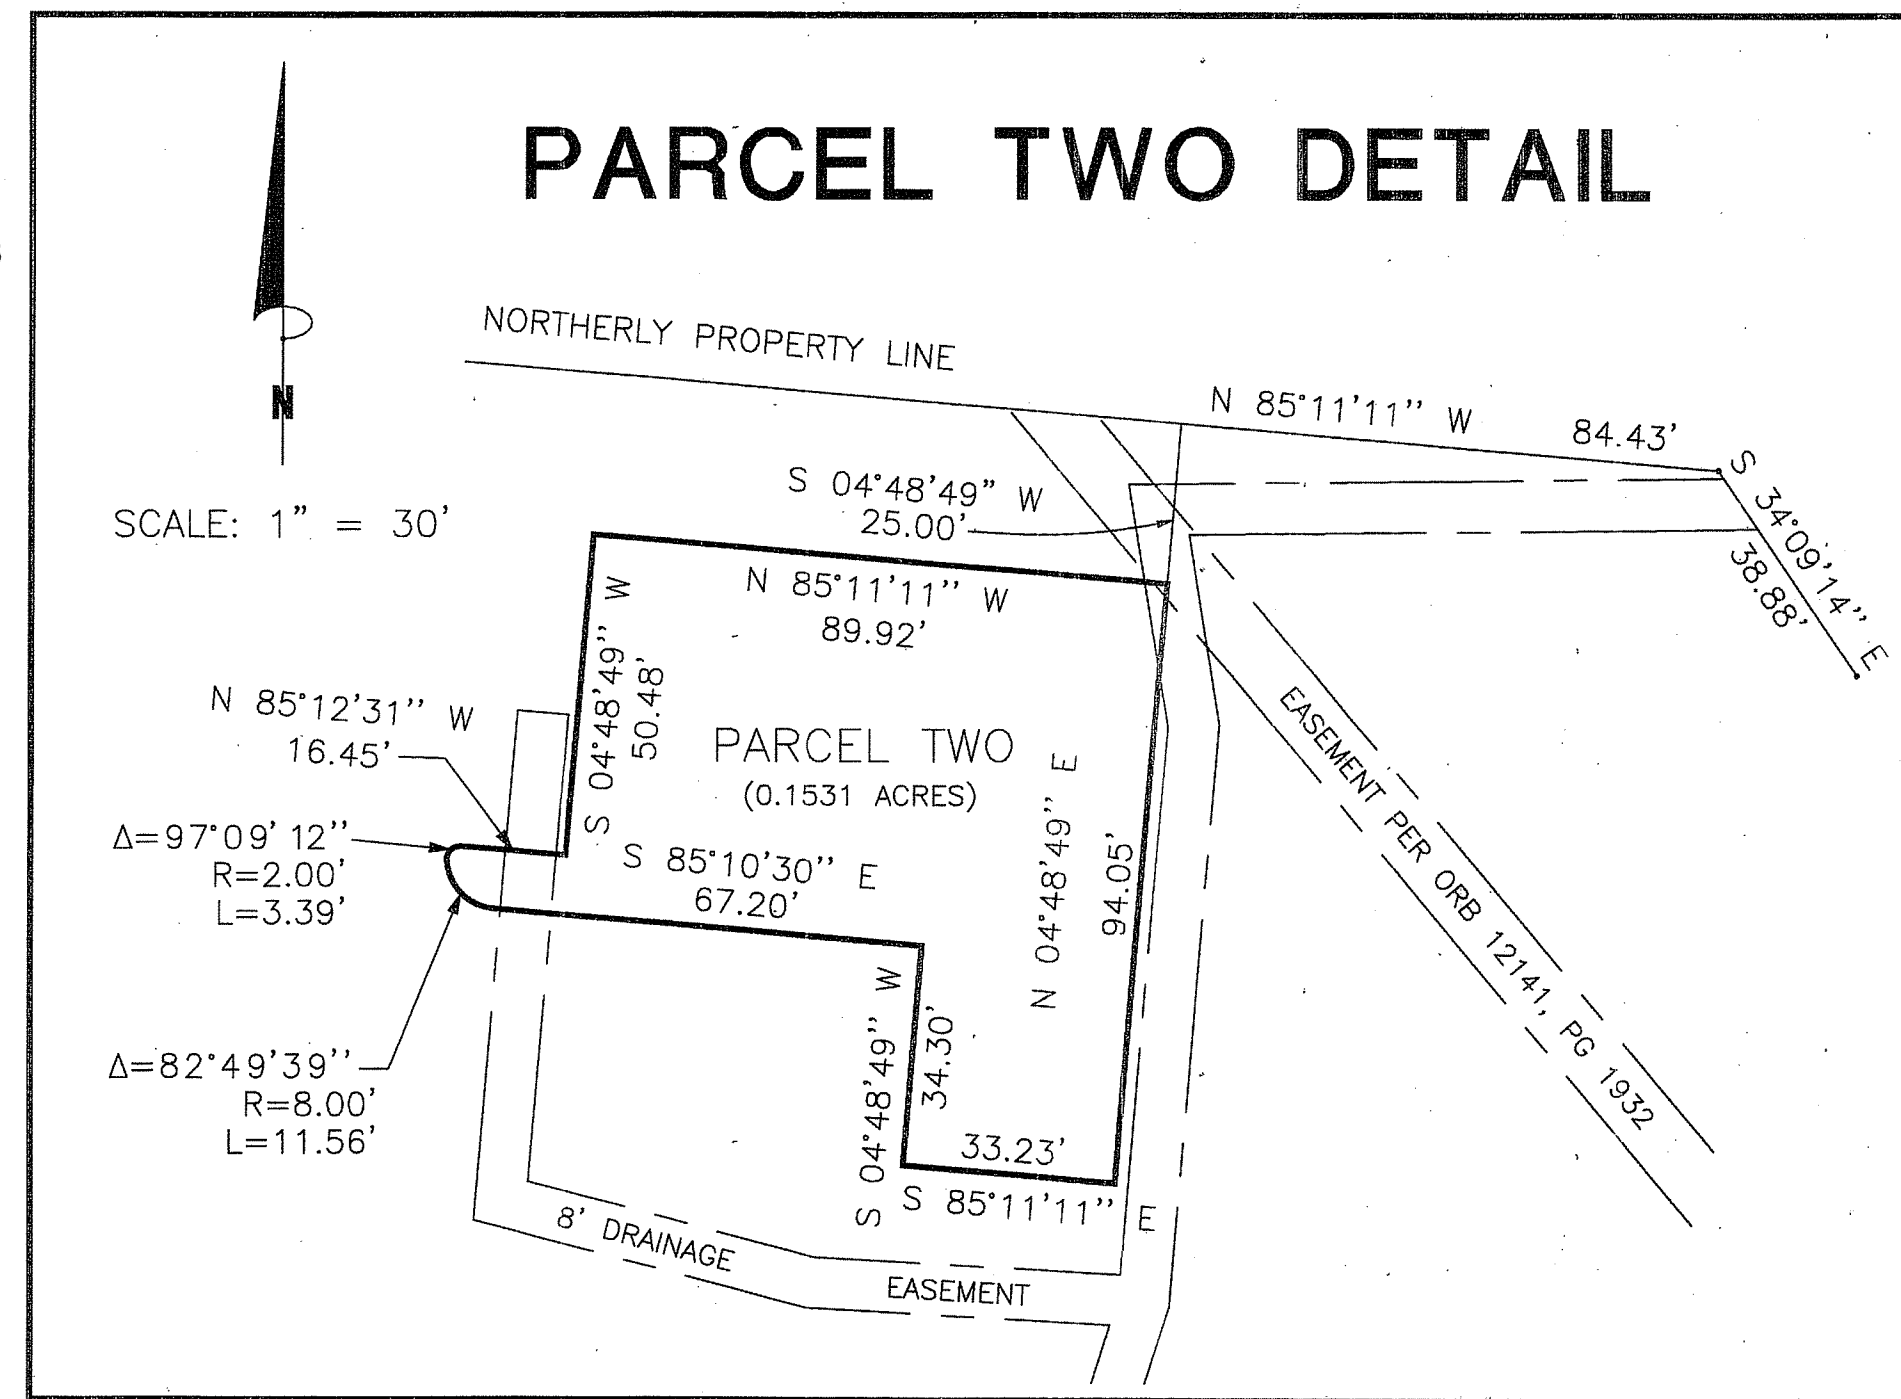 PARCEL TWO DETAIL
N
SCALE: 1" = 30'
NORTHERLY PROPERTY LINE
N 85°11'11'' W
84.43'
S 34°09'14'' E
38.88'
S 04°48'49" W
25.00'
N 85°11'11'' W
89.92'
S 04°48'49'' W
50.48'
N 85°12'31'' W
16.45'
PARCEL TWO
(0.1531 ACRES)
Δ=97°09'12''
R=2.00'
L=3.39'
S 85°10'30'' E
67.20'
N 04°48'49'' E
94.05'
EASEMENT PER ORB 12141, PG 1932
Δ=82°49'39''
R=8.00'
L=11.56'
S 04°48'49'' W
34.30'
33.23'
S 85°11'11'' E
8' DRAINAGE
EASEMENT